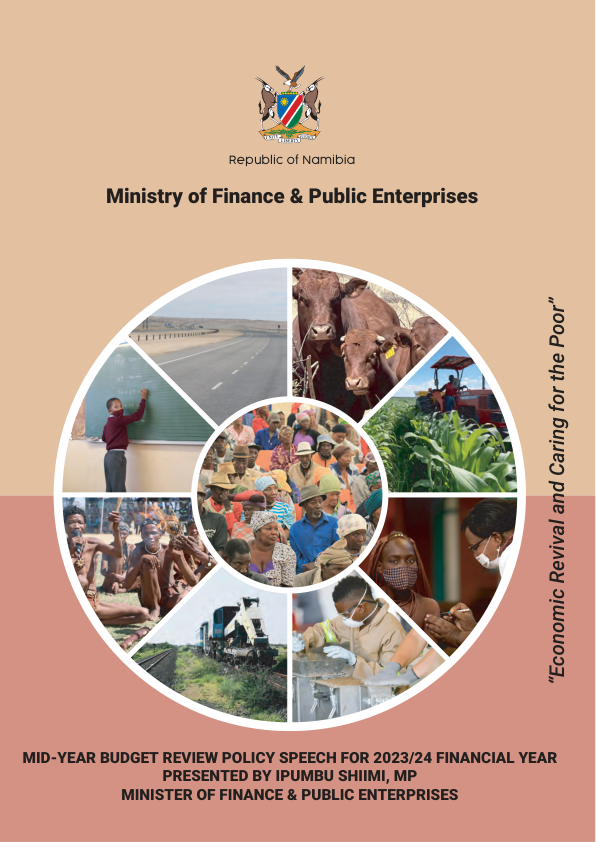 Republic of Namibia
Ministry of Finance & Public Enterprises
"Economic Revival and Caring for the Poor"
MID-YEAR BUDGET REVIEW POLICY SPEECH FOR 2023/24 FINANCIAL YEAR
PRESENTED BY IPUMBU SHIIMI, MP
MINISTER OF FINANCE & PUBLIC ENTERPRISES